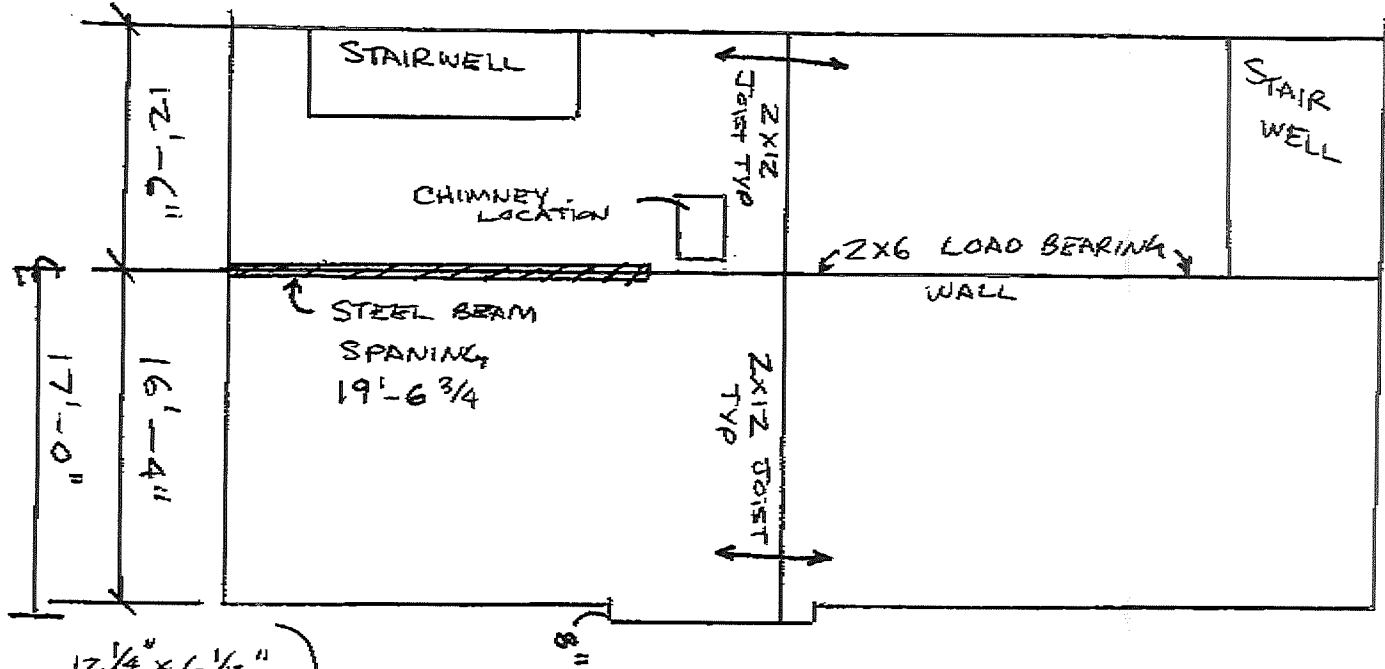 STAIRWELL
STAIR
WELL
12'-6"
2X12
JOIST TYP
CHIMNEY
LOCATION
2X6 LOAD BEARING
WALL
STEEL BEAM
SPANING
19'-6 3/4
17'-0"
16'-4"
2X12 JOIST
TYP
8"